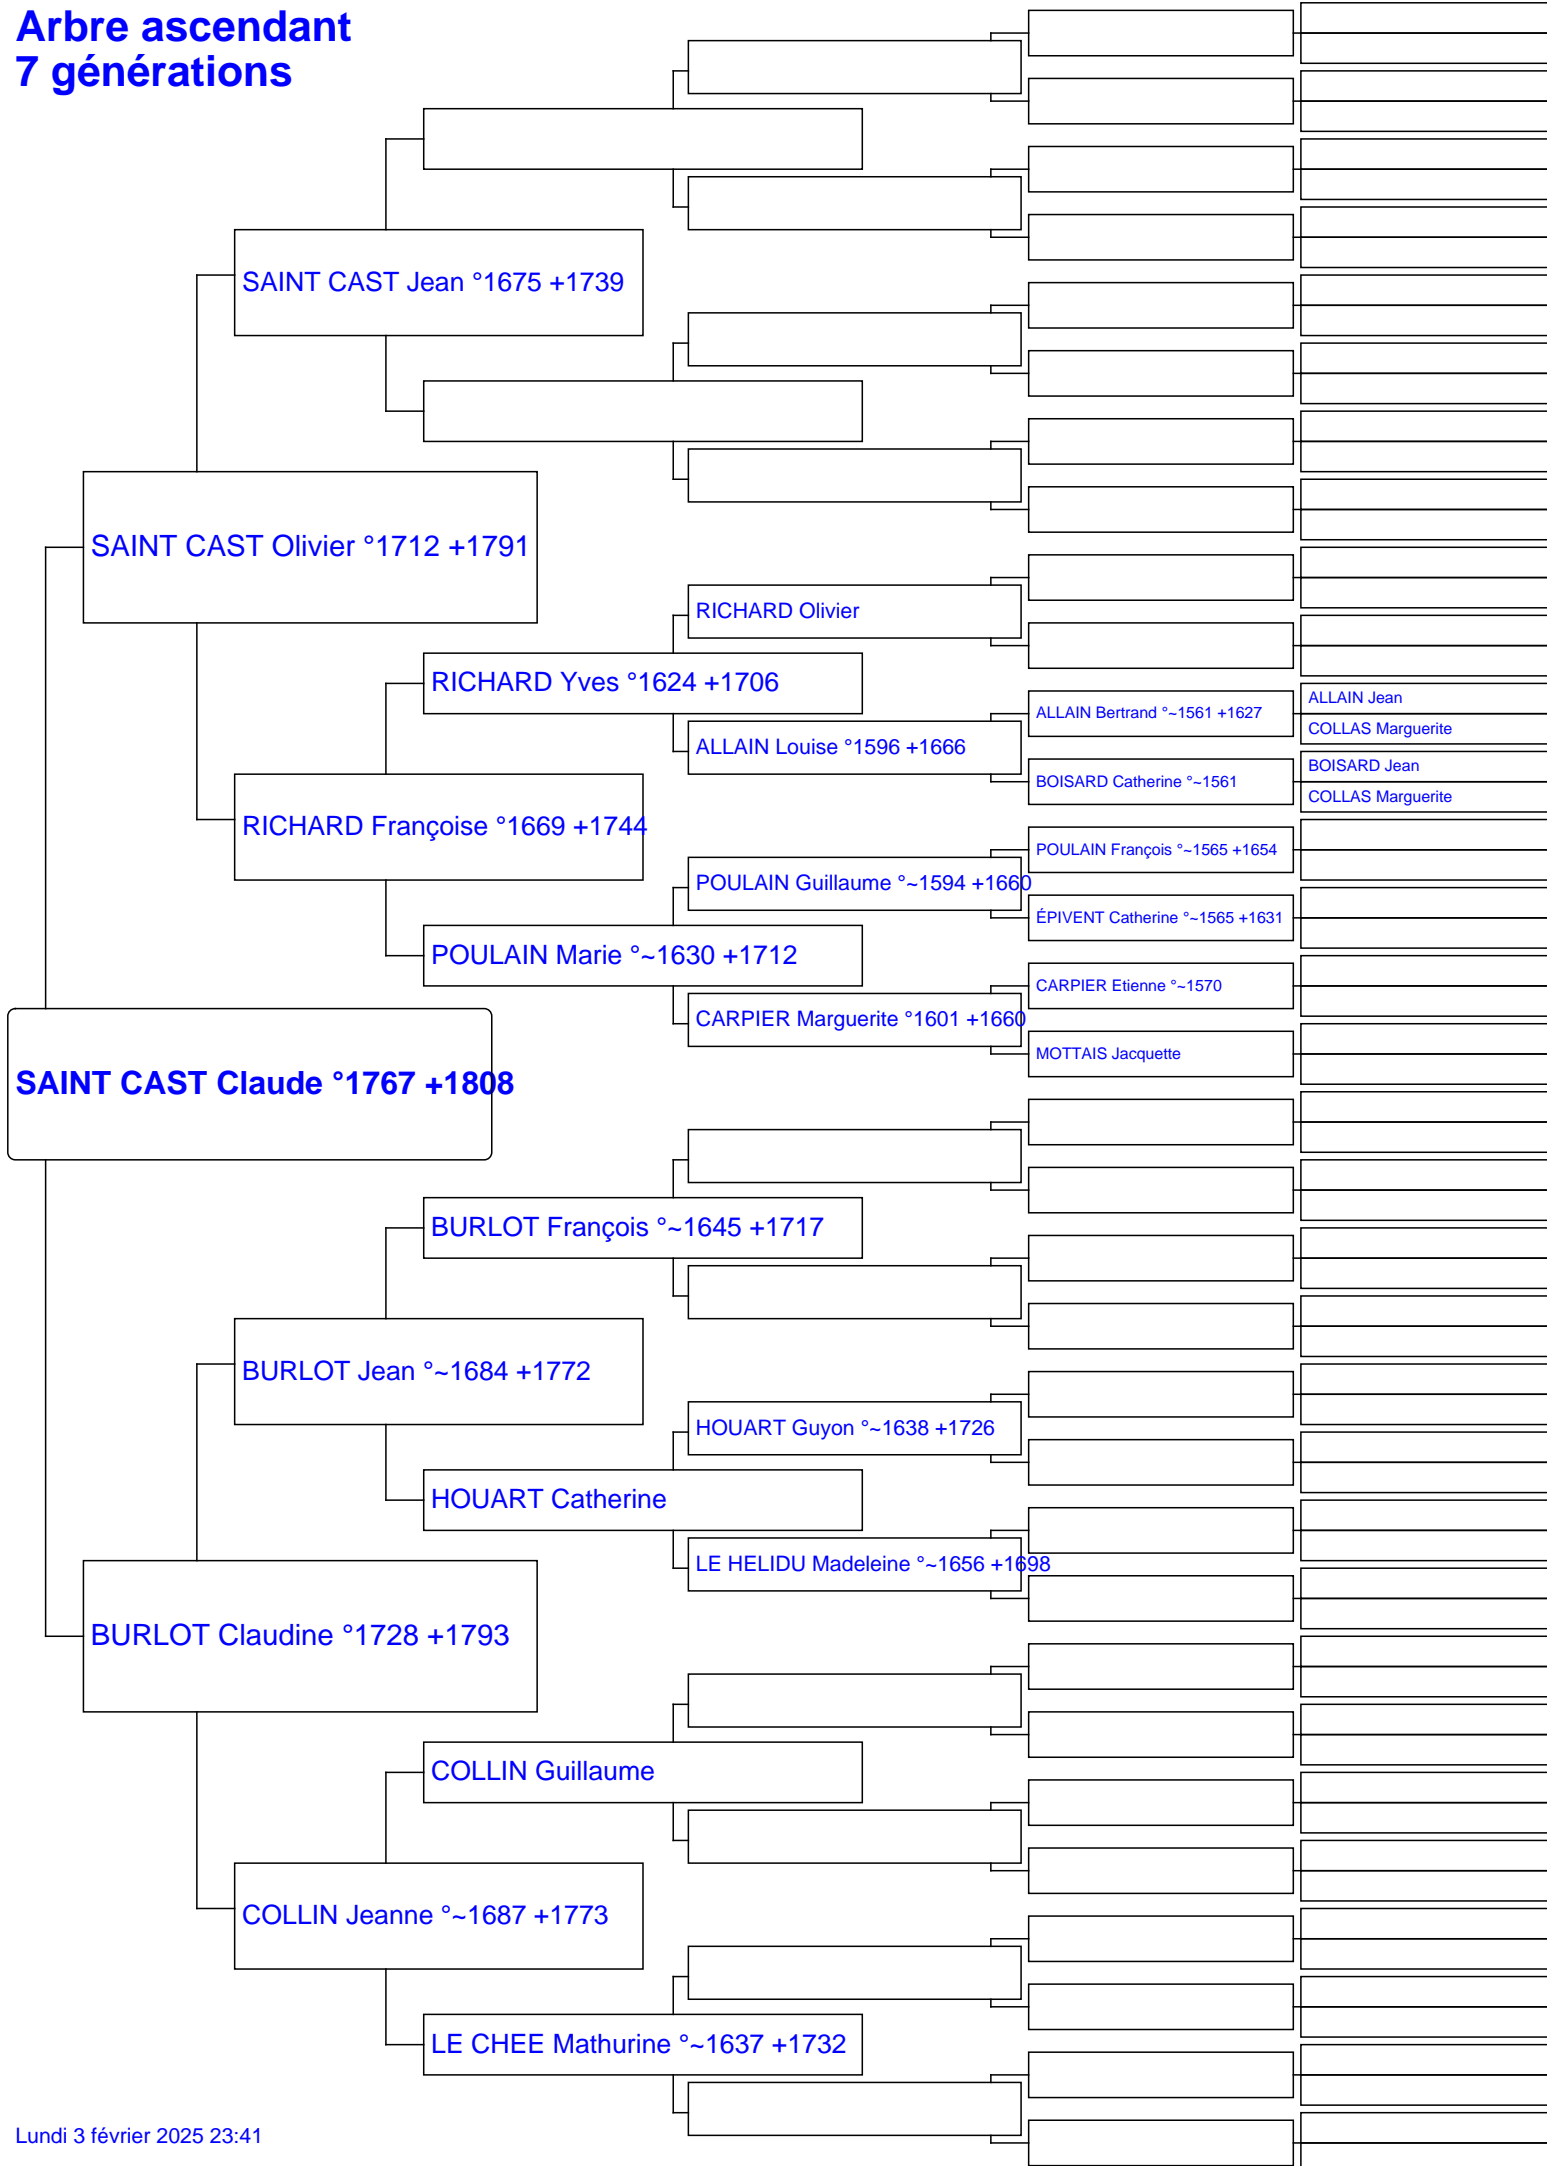 Arbre ascendant
7 générations
SAINT CAST Jean °1675 +1739
SAINT CAST Olivier °1712 +1791
RICHARD Olivier
RICHARD Yves °1624 +1706
ALLAIN Jean
ALLAIN Bertrand °~1561 +1627
COLLAS Marguerite
ALLAIN Louise °1596 +1666
BOISARD Jean
BOISARD Catherine °~1561
COLLAS Marguerite
RICHARD Françoise °1669 +1744
POULAIN François °~1565 +1654
POULAIN Guillaume °~1594 +1660
ÉPIVENT Catherine °~1565 +1631
POULAIN Marie °~1630 +1712
CARPIER Etienne °~1570
CARPIER Marguerite °1601 +1660
MOTTAIS Jacquette
SAINT CAST Claude °1767 +1808
BURLOT François °~1645 +1717
BURLOT Jean °~1684 +1772
HOUART Guyon °~1638 +1726
HOUART Catherine
LE HELIDU Madeleine °~1656 +1698
BURLOT Claudine °1728 +1793
COLLIN Guillaume
COLLIN Jeanne °~1687 +1773
LE CHEE Mathurine °~1637 +1732
Lundi 3 février 2025 23:41